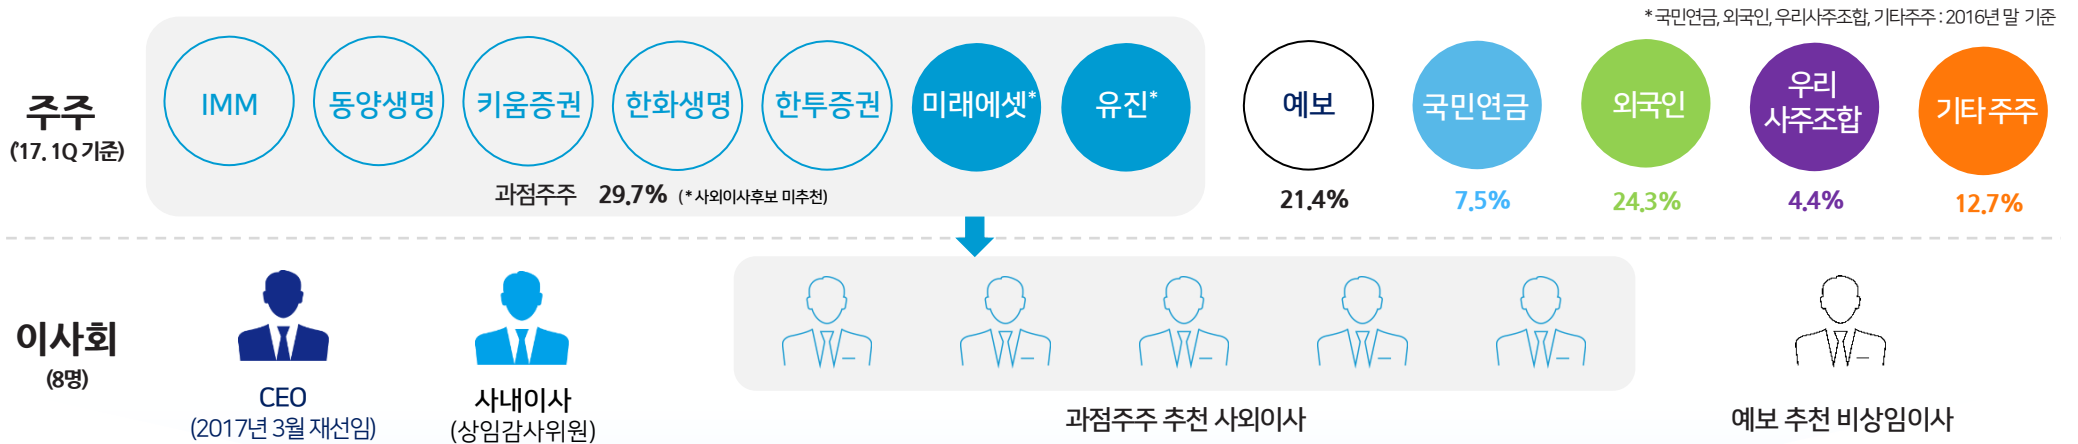 * 국민연금, 외국인, 우리사주조합, 기타주주 : 2016년 말 기준
주주
('17. 1Q 기준)
IMM
동양생명
키움증권
한화생명
한투증권
미래에셋*
유진*
예보
국민연금
외국인
우리
사주조합
기타 주주
과점주주 29.7% (* 사외이사후보 미추천)
21.4%
7.5%
24.3%
4.4%
12.7%
이사회
(8명)
CEO
(2017년 3월 재선임)
사내이사
(상임감사위원)
과점주주 추천 사외이사
예보 추천 비상임이사